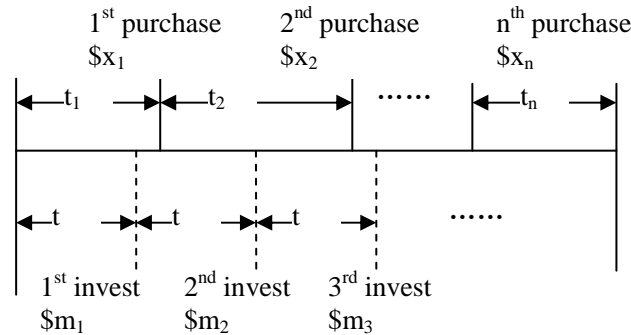 1st purchase 2nd purchase nth purchase
$x1 $x2 $xn
t1 t2 ...... tn
t t t ......
1st invest 2nd invest 3rd invest
$m1 $m2 $m3